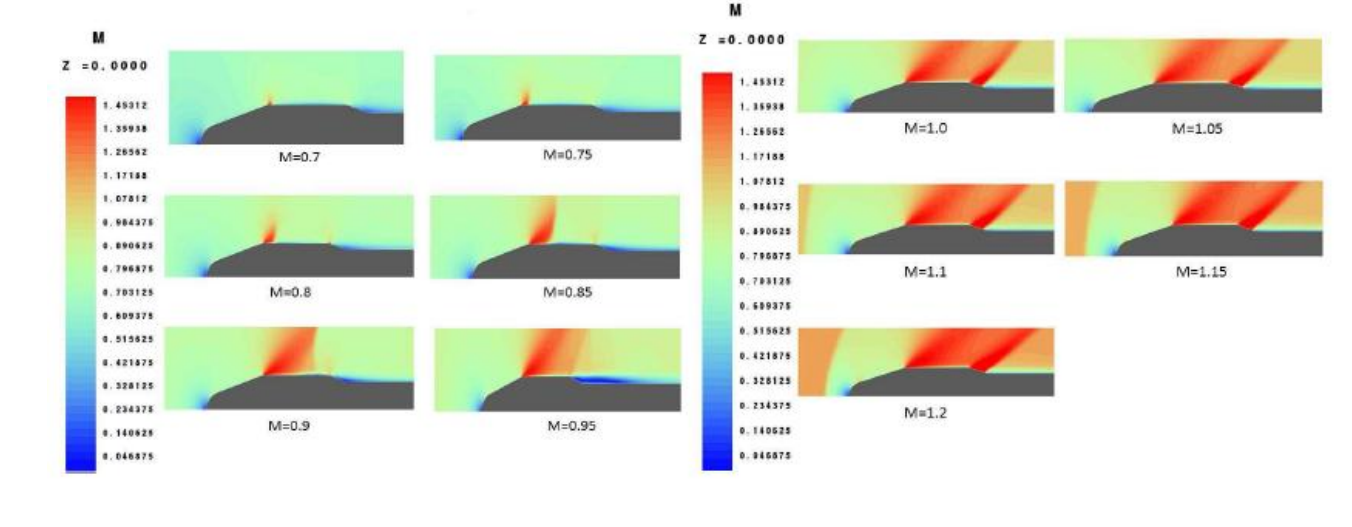 M
Z =0.0000
1.45312
1.35938
1.26562
1.17188
1.07812
0.984375
0.890625
0.796875
0.703125
0.609375
0.515625
0.421875
0.328125
0.234375
0.140625
0.046875
M=0.7
M=0.75
M=0.8
M=0.85
M=0.9
M=0.95
M
Z =0.0000
1.45312
1.35938
1.26562
1.17188
1.07812
0.984375
0.890625
0.796875
0.703125
0.609375
0.515625
0.421875
0.328125
0.234375
0.140625
0.046875
M=1.0
M=1.05
M=1.1
M=1.15
M=1.2